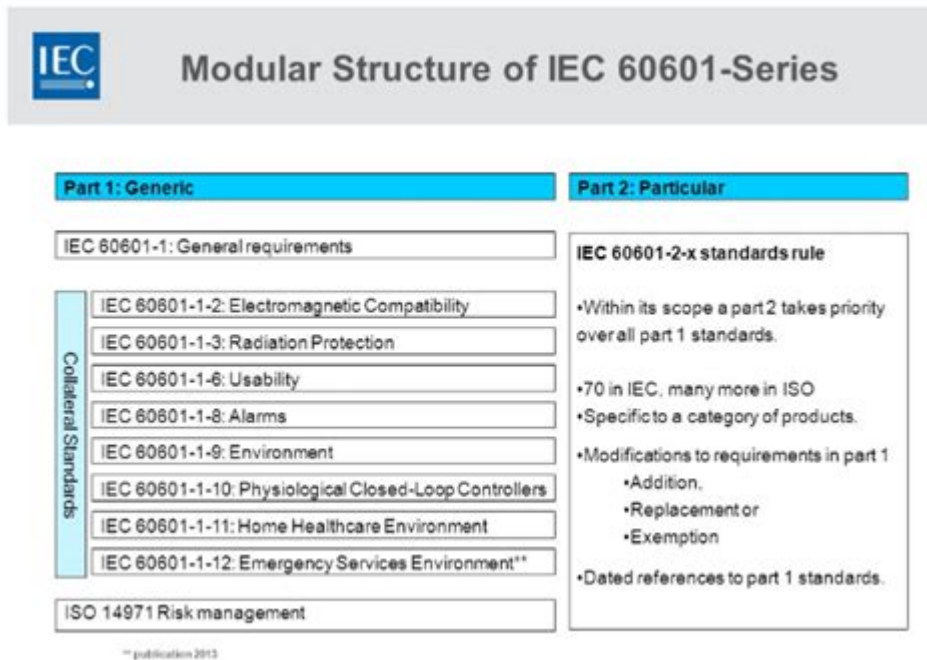 IEC
Modular Structure of IEC 60601-Series
Part 1: Generic
IEC 60601-1: General requirements
Collateral Standards
IEC 60601-1-2: Electromagnetic Compatibility
IEC 60601-1-3: Radiation Protection
IEC 60601-1-6: Usability
IEC 60601-1-8: Alarms
IEC 60601-1-9: Environment
IEC 60601-1-10: Physiological Closed-Loop Controllers
IEC 60601-1-11: Home Healthcare Environment
IEC 60601-1-12: Emergency Services Environment**
ISO 14971 Risk management
** publication 2013
Part 2: Particular
IEC 60601-2-x standards rule
•Within its scope a part 2 takes priority
over all part 1 standards.
•70 in IEC, many more in ISO
•Specific to a category of products.
•Modifications to requirements in part 1
•Addition,
•Replacement or
•Exemption
•Dated references to part 1 standards.